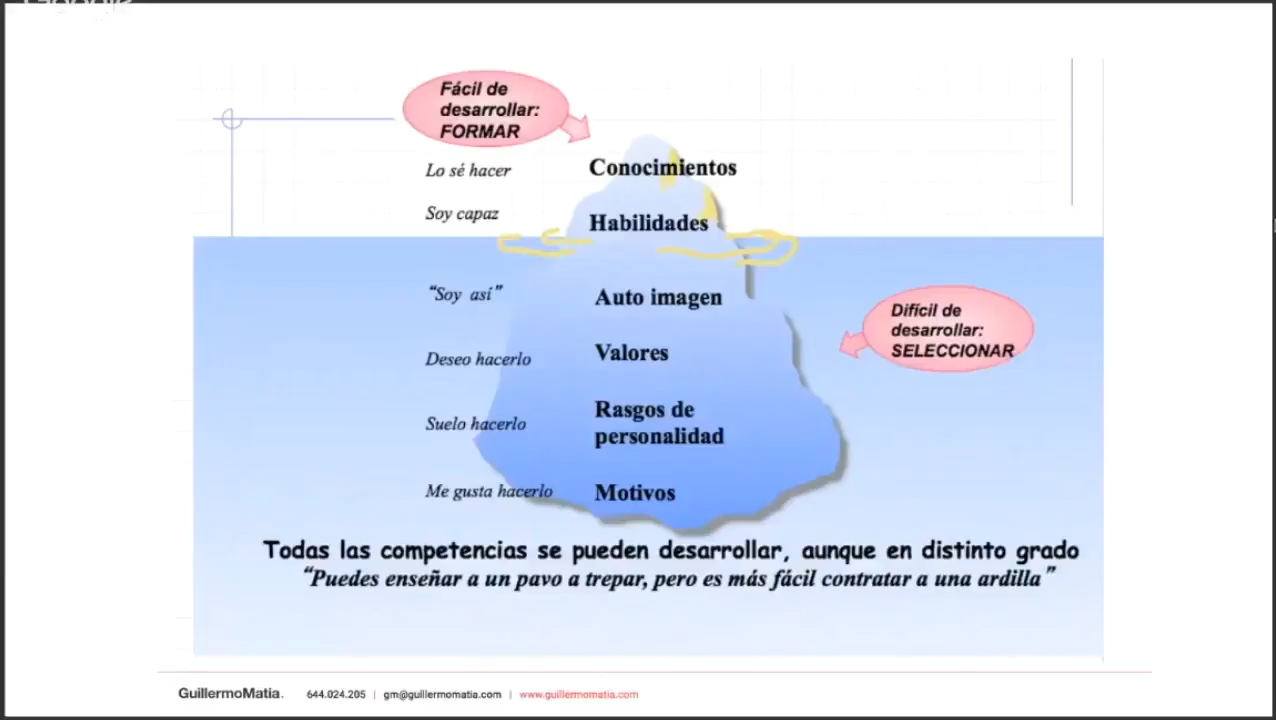 Google
Fácil de
desarrollar:
FORMAR
Lo sé hacer
Conocimientos
Soy capaz
Habilidades
“Soy así”
Auto imagen
Difícil de
desarrollar:
SELECCIONAR
Deseo hacerlo
Valores
Suelo hacerlo
Rasgos de
personalidad
Me gusta hacerlo
Motivos
Todas las competencias se pueden desarrollar, aunque en distinto grado
“Puedes enseñar a un pavo a trepar, pero es más fácil contratar a una ardilla”
GuillermoMatia. 644.024.205 | gm@guillermomatia.com | www.guillermomatia.com